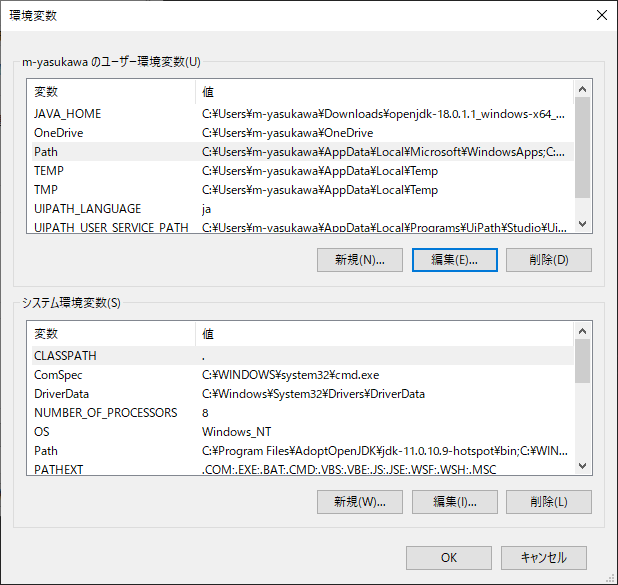 環境変数
m-yasukawa のユーザー環境変数(U)
変数 値
JAVA_HOME C:¥Users¥m-yasukawa¥Downloads¥openjdk-18.0.1.1_windows-x64_...
OneDrive C:¥Users¥m-yasukawa¥OneDrive
Path C:¥Users¥m-yasukawa¥AppData¥Local¥Microsoft¥WindowsApps;C:...
TEMP C:¥Users¥m-yasukawa¥AppData¥Local¥Temp
TMP C:¥Users¥m-yasukawa¥AppData¥Local¥Temp
UIPATH_LANGUAGE ja
UIPATH_USER_SERVICE_PATH C:¥Users¥m-yasukawa¥AppData¥Local¥Programs¥UiPath¥Studio¥Ui...
新規(N)... 編集(E)... 削除(D)
システム環境変数(S)
変数 値
CLASSPATH .
ComSpec C:¥WINDOWS¥system32¥cmd.exe
DriverData C:¥Windows¥System32¥Drivers¥DriverData
NUMBER_OF_PROCESSORS 8
OS Windows_NT
Path C:¥Program Files¥AdoptOpenJDK¥jdk-11.0.10.9-hotspot¥bin;C:¥WIN...
PATHEXT .COM;.EXE;.BAT;.CMD;.VBS;.VBE;.JS;.JSE;.WSF;.WSH;.MSC
新規(W)... 編集(I)... 削除(L)
OK キャンセル